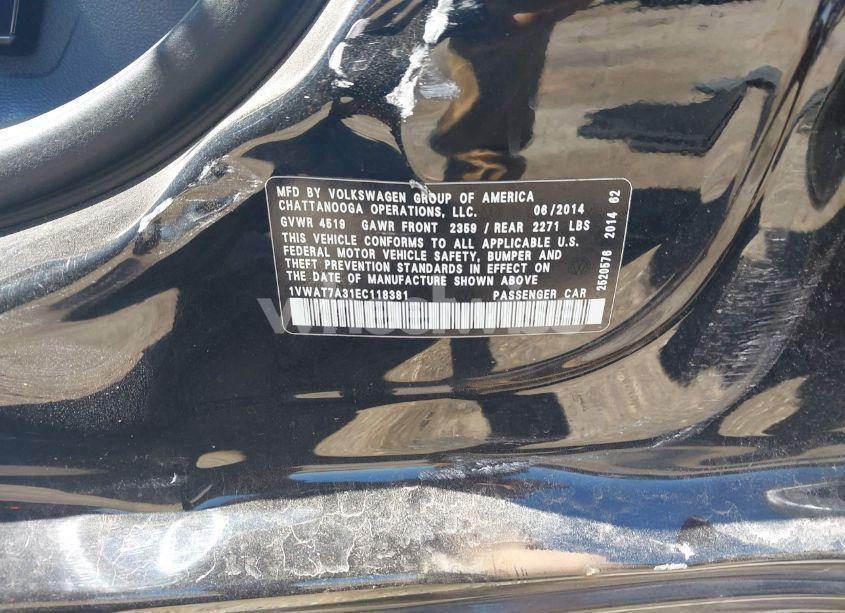 MFD BY VOLKSWAGEN GROUP OF AMERICA
CHATTANOOGA OPERATIONS, LLC. 06/2014
GVWR 4519 GAWR FRONT 2359 / REAR 2271 LBS
THIS VEHICLE CONFORMS TO ALL APPLICABLE U.S.
FEDERAL MOTOR VEHICLE SAFETY, BUMPER AND
THEFT PREVENTION STANDARDS IN EFFECT ON
THE DATE OF MANUFACTURE SHOWN ABOVE
1VWAT7A31EC118381 PASSENGER CAR
2520576 2014 62